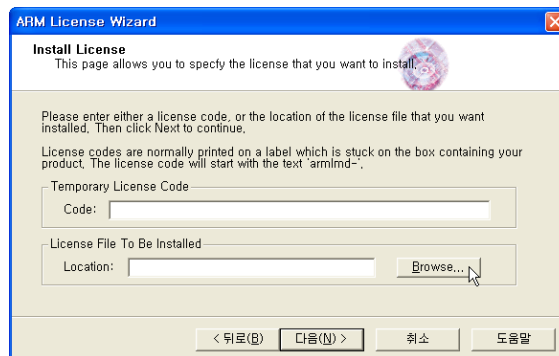 ARM License Wizard
Install License
This page allows you to specfy the license that you want to install.
Please enter either a license code, or the location of the license file that you want
installed. Then click Next to continue.
License codes are normally printed on a label which is stuck on the box containing your
product. The license code will start with the text 'armlmd-'.
Temporary License Code
Code:
License File To Be Installed
Location:
Browse...
< 뒤로(B)
다음(N) >
취소
도움말